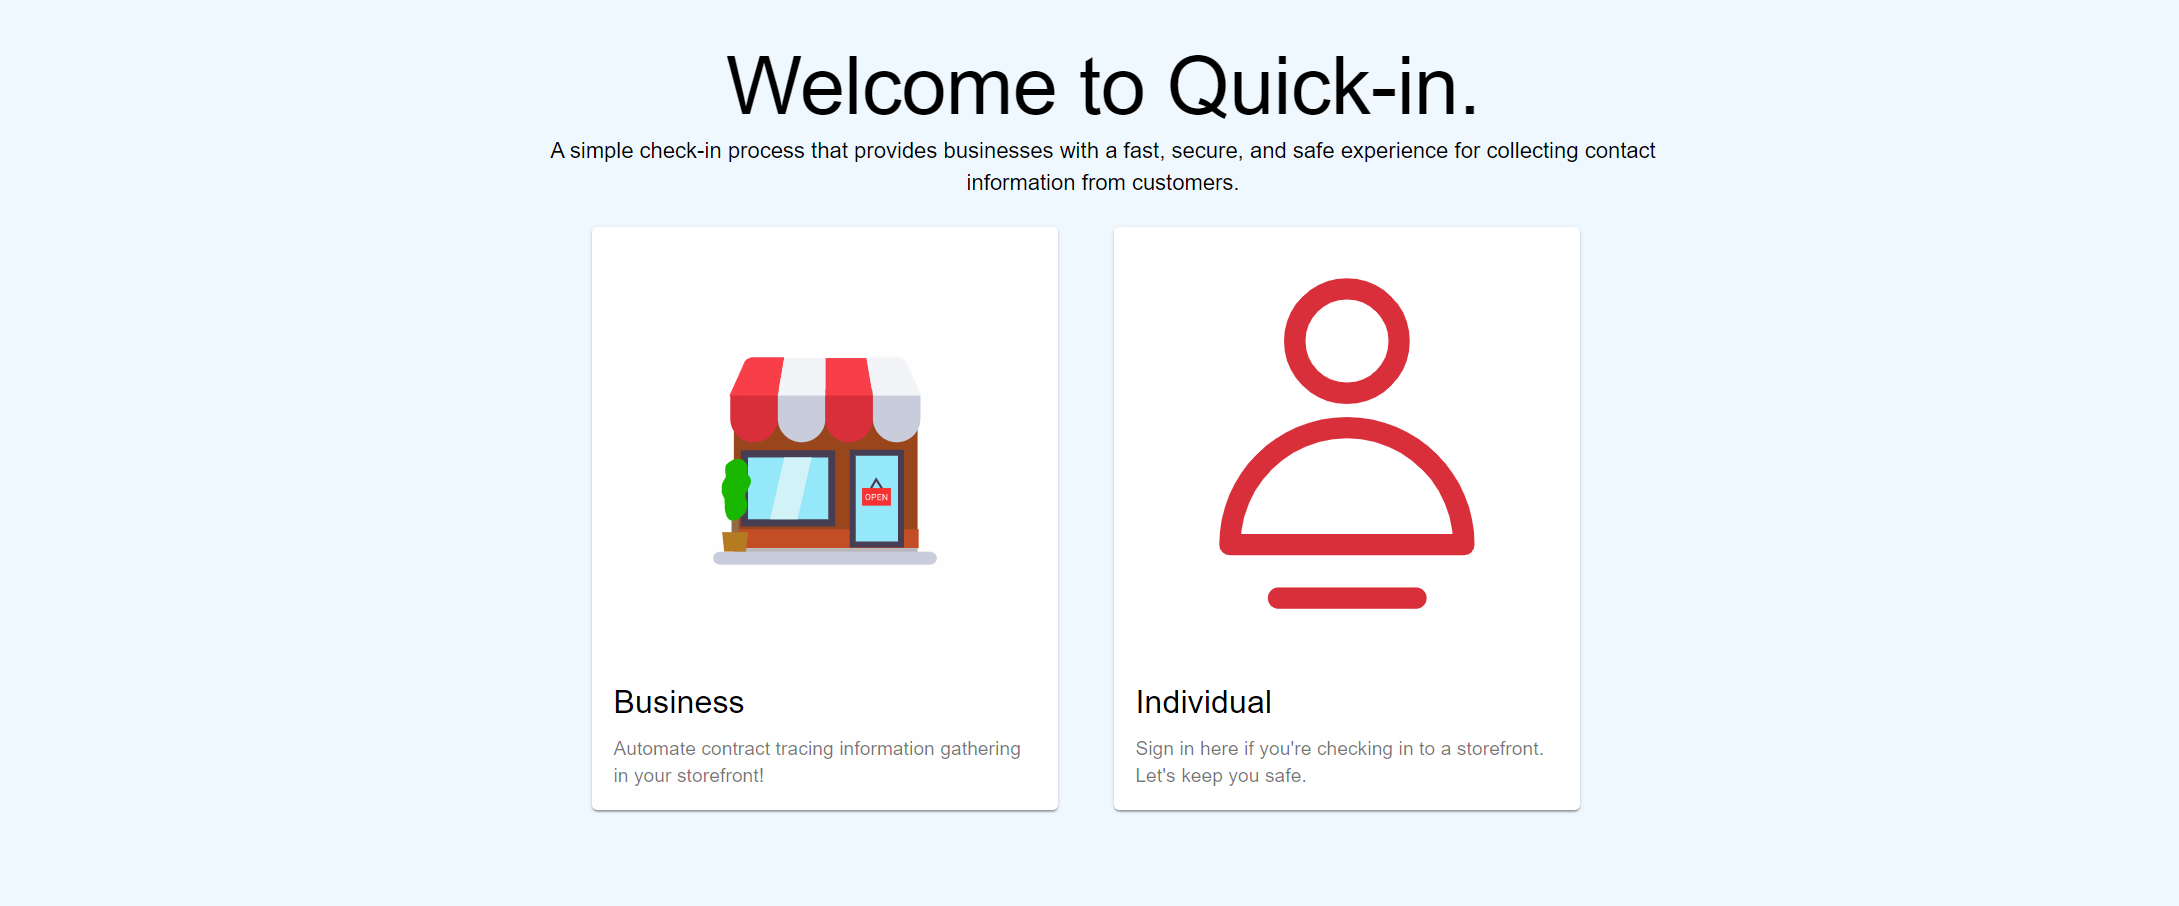 Welcome to Quick-in.
A simple check-in process that provides businesses with a fast, secure, and safe experience for collecting contact
information from customers.
OPEN
Business
Automate contract tracing information gathering
in your storefront!
Individual
Sign in here if you're checking in to a storefront.
Let's keep you safe.